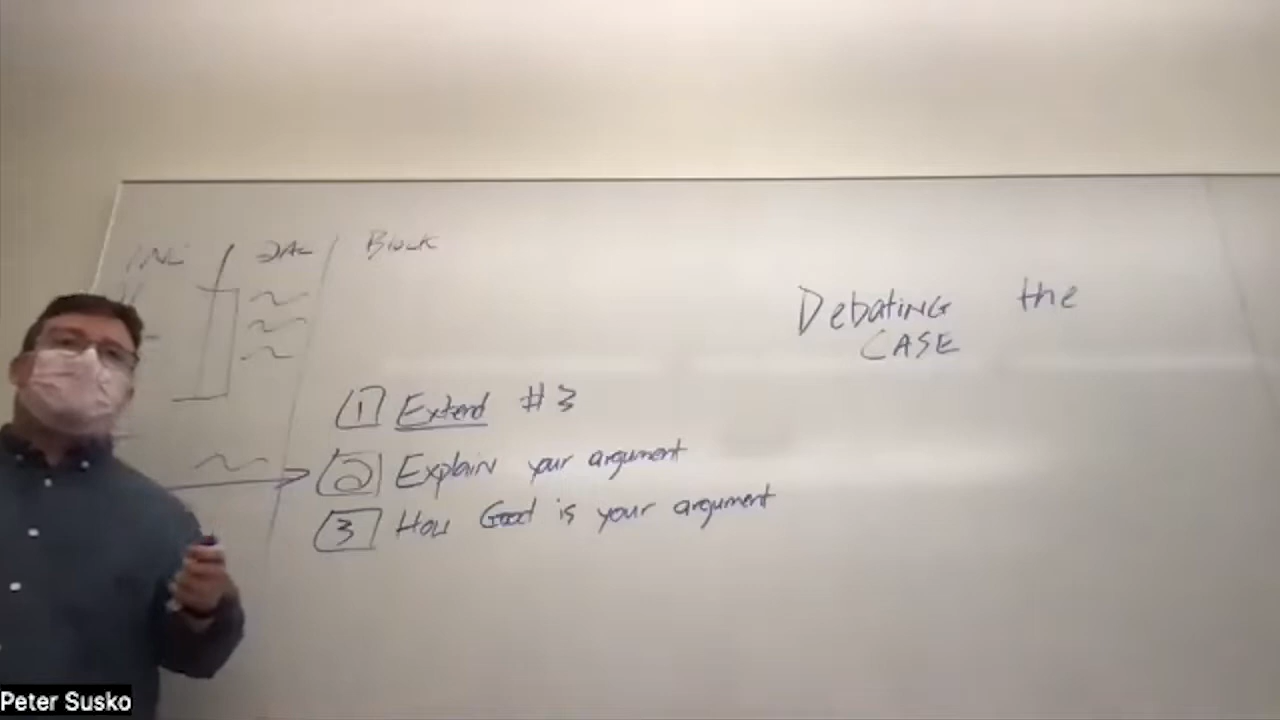 1NC 2AC Block
Debating the
CASE
1 Extend #3
2 Explain your argument
3 How Good is your argument
Peter Susko